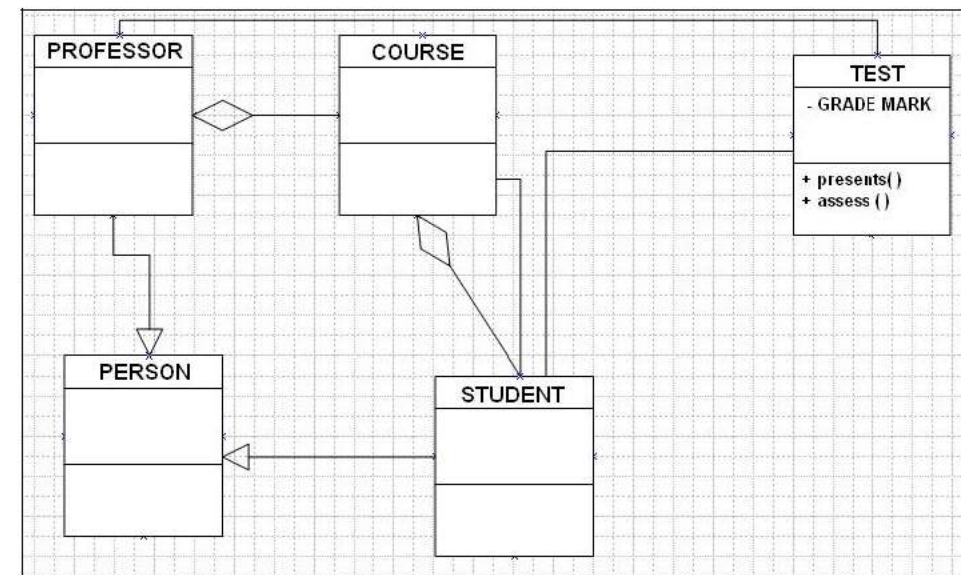 PROFESSOR
COURSE
TEST
- GRADE MARK
+ presents( )
+ assess ( )
PERSON
STUDENT